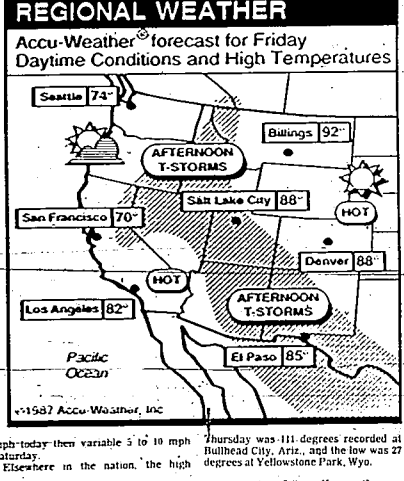 REGIONAL WEATHER
Accu-Weather® forecast for Friday
Daytime Conditions and High Temperatures
Seattle 74°
Billings 92°
AFTERNOON
T-STORMS
Salt Lake City 88°
HOT
San Francisco 70°
Denver 88°
HOT
Los Angeles 82°
AFTERNOON
T-STORMS
El Paso 85°
Pacific
Ocean
©1982 Accu-Weather, Inc
mph today then variable 5 to 10 mph
Saturday.
Elsewhere in the nation, the high
Thursday was 111 degrees recorded at
Bullhead City, Ariz., and the low was 27
degrees at Yellowstone Park, Wyo.